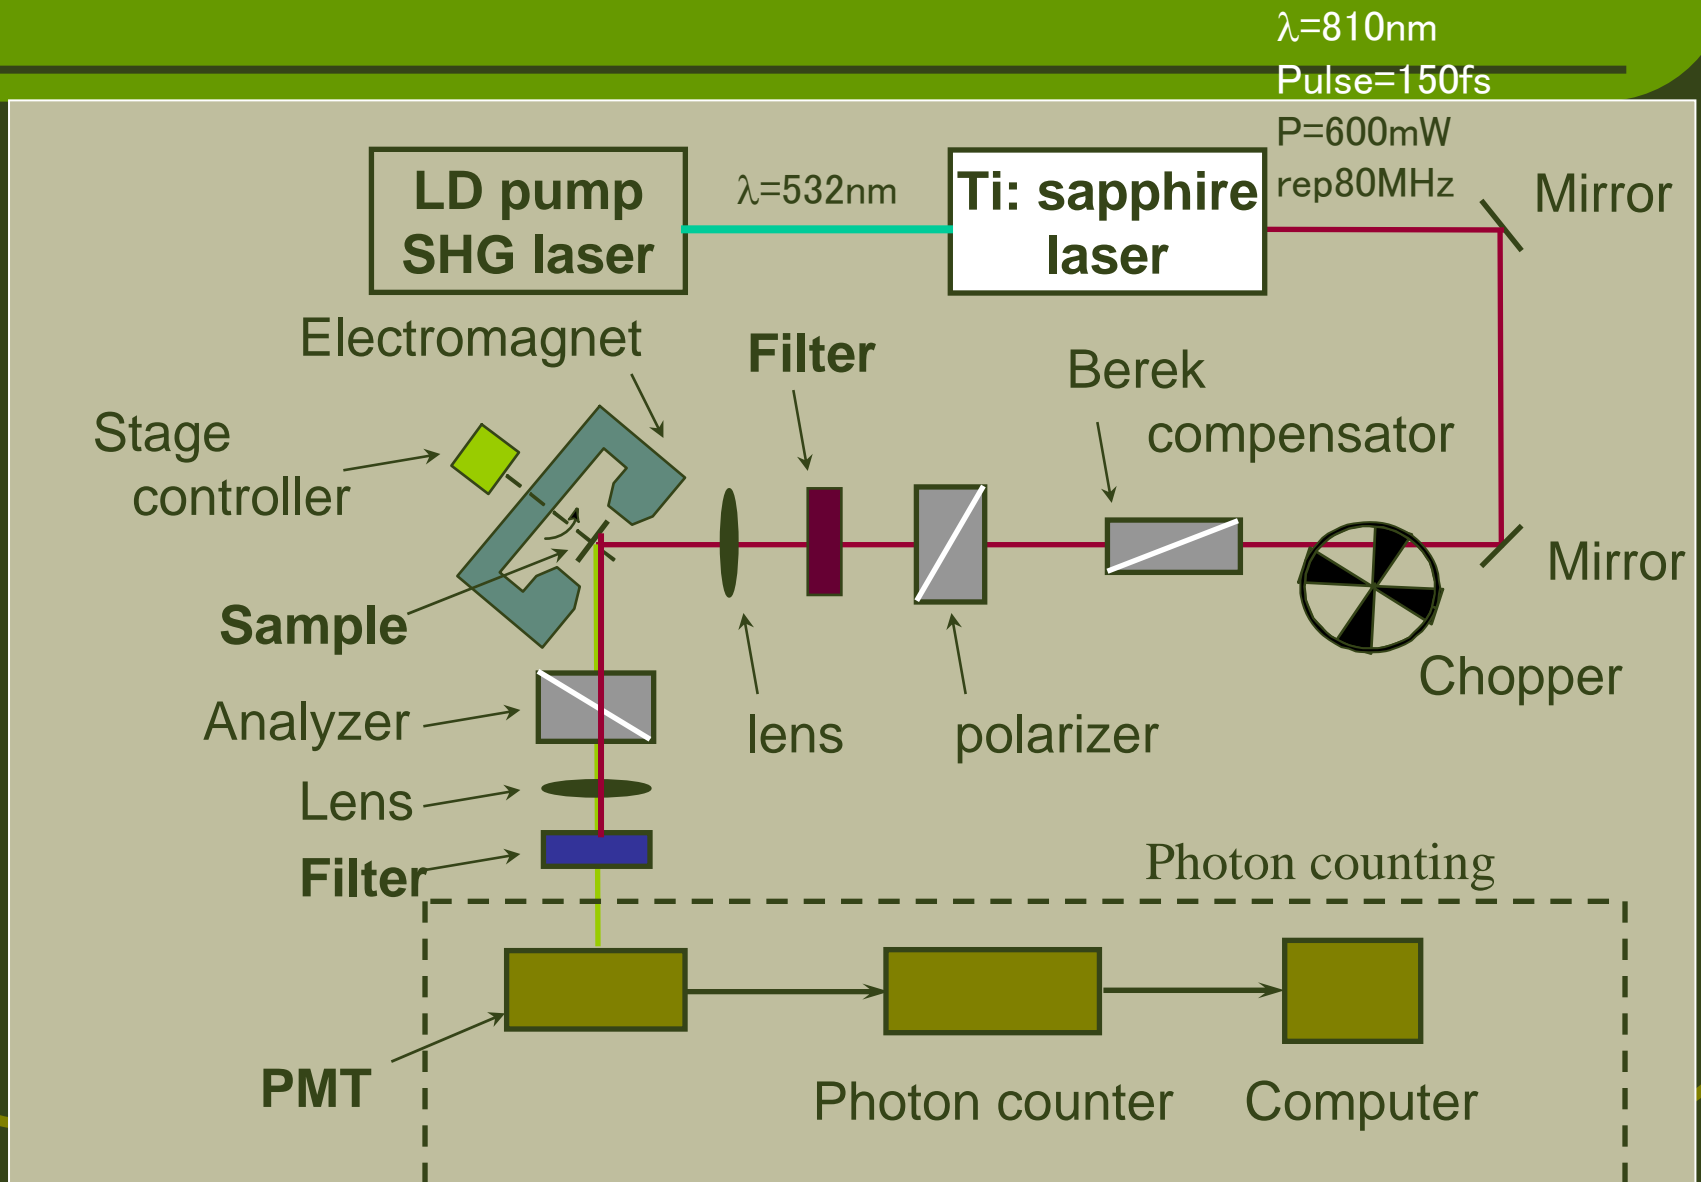 λ=810nm
Pulse=150fs
P=600mW
rep80MHz
LD pump
SHG laser
λ=532nm
Ti: sapphire
laser
Mirror
Electromagnet
Filter
Berek
compensator
Stage
controller
Mirror
Sample
Chopper
Analyzer
lens
polarizer
Lens
Filter
Photon counting
PMT
Photon counter
Computer